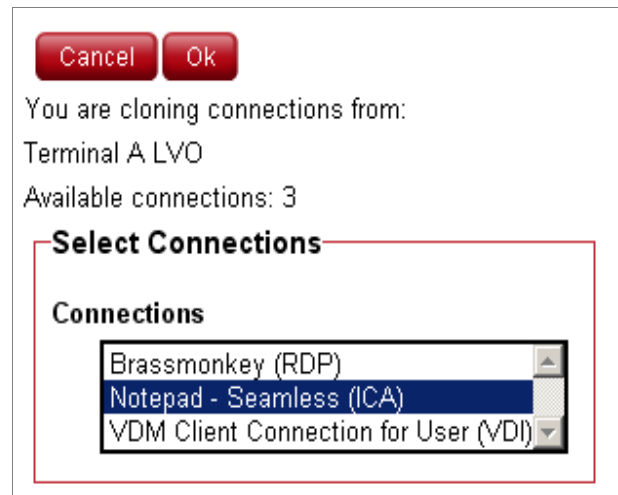 Cancel Ok
You are cloning connections from:
Terminal A LVO
Available connections: 3
Select Connections
Connections
Brassmonkey (RDP)
Notepad - Seamless (ICA)
VDM Client Connection for User (VDI)